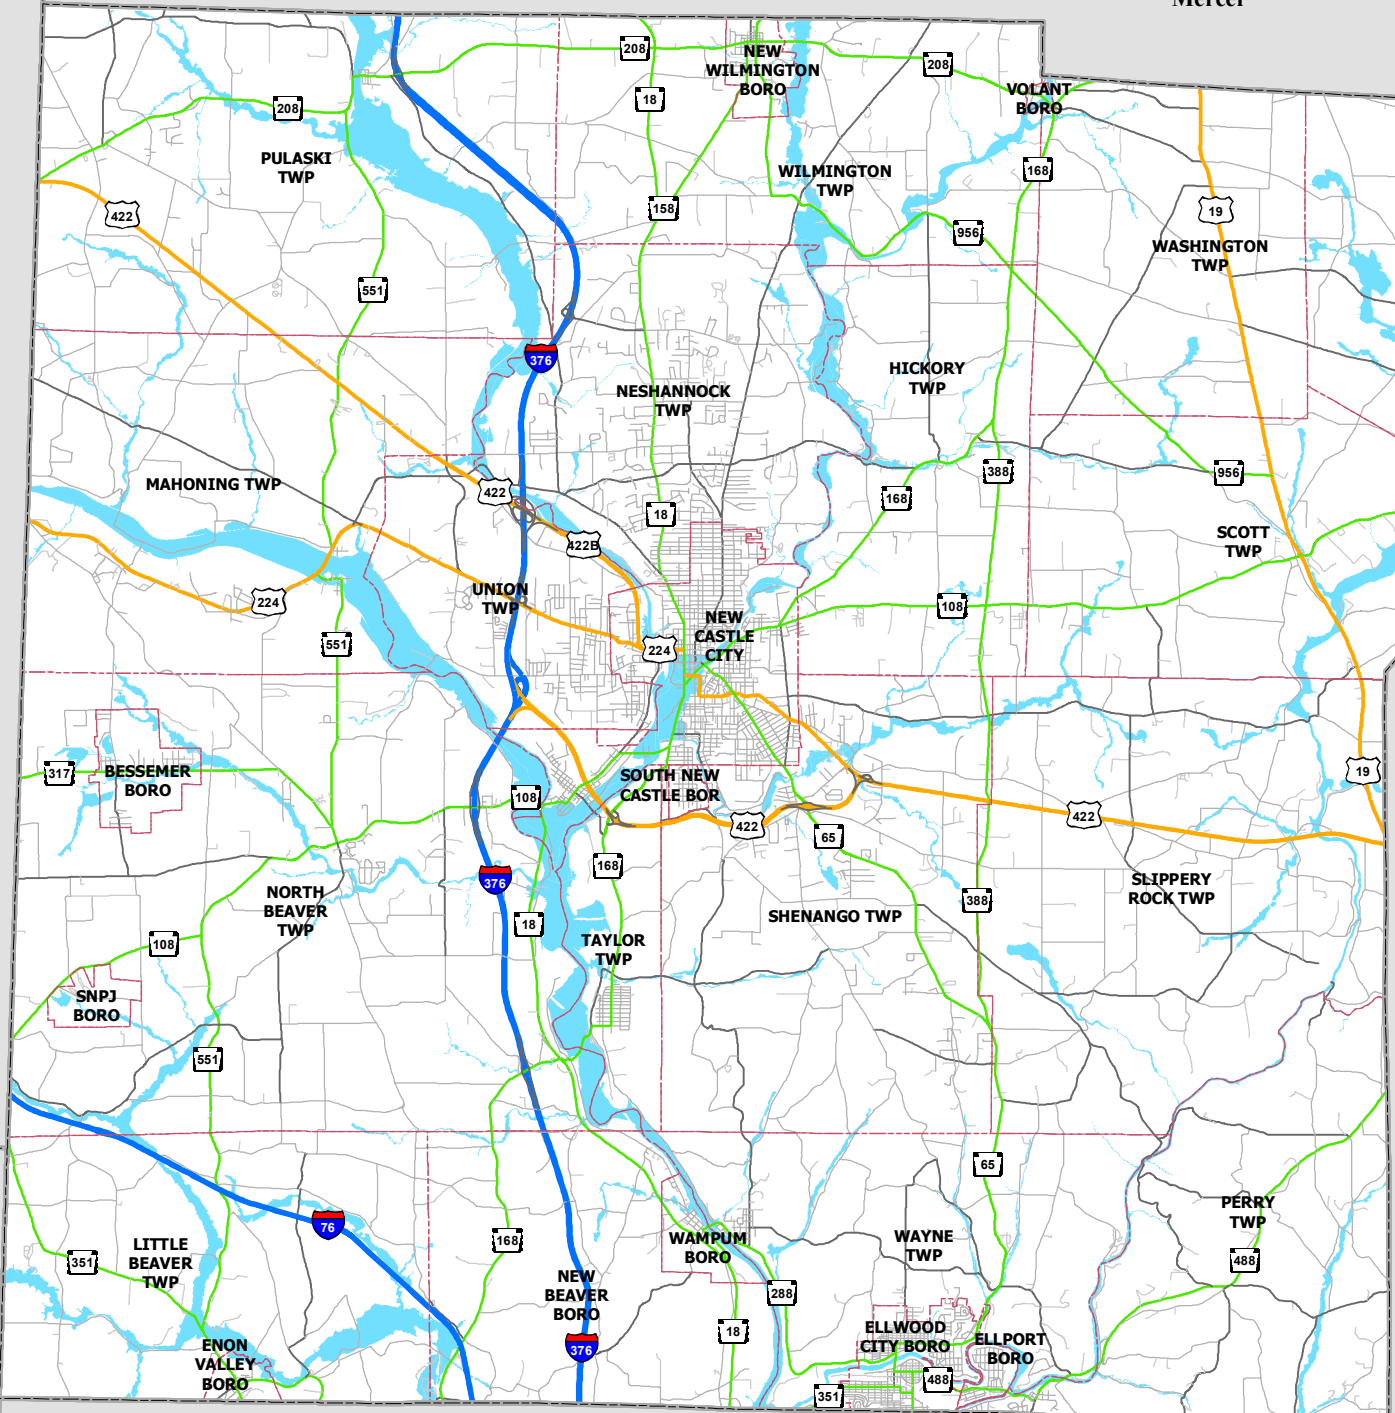 Mercer
208
NEW
WILMINGTON
BORO
208
18
VOLANT
BORO
208
PULASKI
TWP
WILMINGTON
TWP
168
422
158
19
956
WASHINGTON
TWP
551
376
HICKORY
TWP
NESHANNOCK
TWP
MAHONING TWP
422
388
956
168
18
422B
SCOTT
TWP
UNION
TWP
224
108
NEW
CASTLE
CITY
551
224
317
BESSEMER
BORO
SOUTH NEW
CASTLE BOR
19
108
422
422
65
168
376
NORTH
BEAVER
TWP
SLIPPERY
ROCK TWP
388
SHENANGO TWP
18
108
TAYLOR
TWP
SNPJ
BORO
551
65
76
PERRY
TWP
168
WAMPUM
BORO
WAYNE
TWP
LITTLE
BEAVER
TWP
351
488
NEW
BEAVER
BORO
288
18
ELLWOOD
CITY BORO
ELLPORT
BORO
376
ENON
VALLEY
BORO
488
351